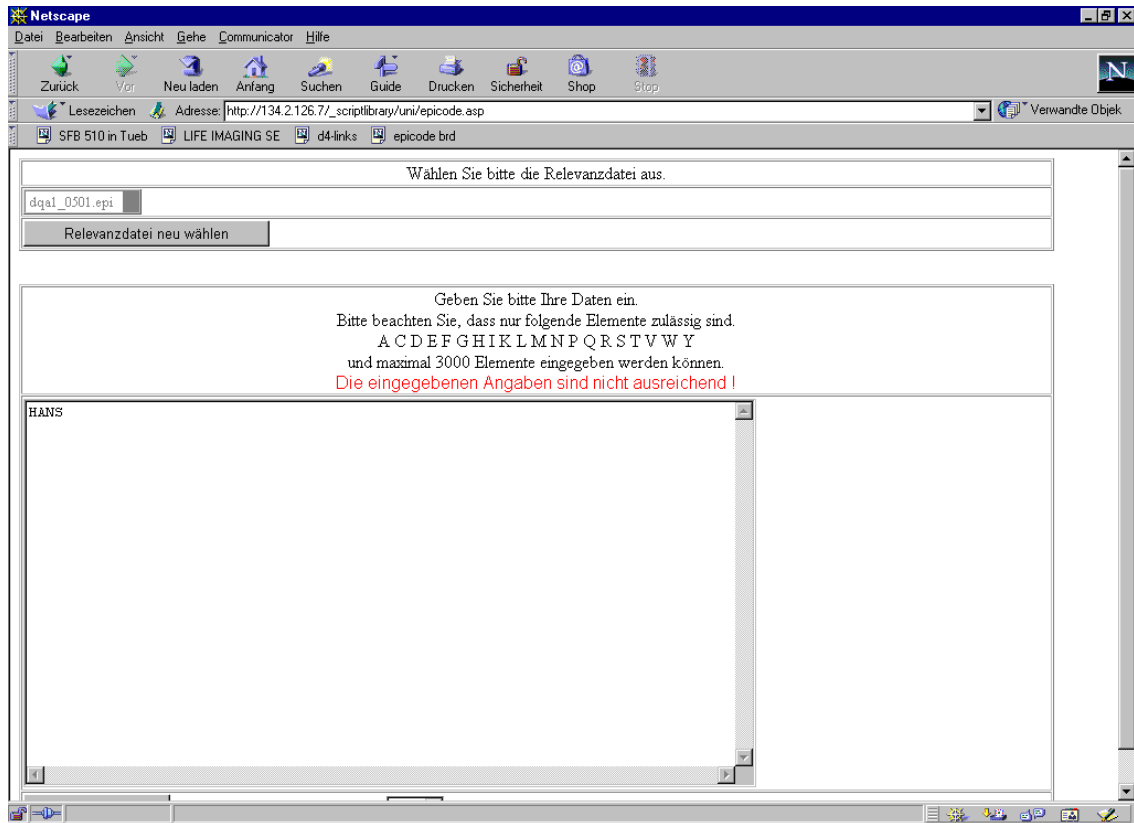 Netscape
Datei Bearbeiten Ansicht Gehe Communicator Hilfe
Zurück Vor Neu laden Anfang Suchen Guide Drucken Sicherheit Shop Stop
N
Lesezeichen Adresse: http://134.2.126.7/_scriptlibrary/uni/epicode.asp Verwandte Objek
SFB 510 in Tueb LIFE IMAGING SE d4-links epicode brd
Wählen Sie bitte die Relevanzdatei aus.
dqa1_0501.epi
Relevanzdatei neu wählen
Geben Sie bitte Ihre Daten ein.
Bitte beachten Sie, dass nur folgende Elemente zulässig sind.
A C D E F G H I K L M N P Q R S T V W Y
und maximal 3000 Elemente eingegeben werden können.
Die eingegebenen Angaben sind nicht ausreichend !
HANS